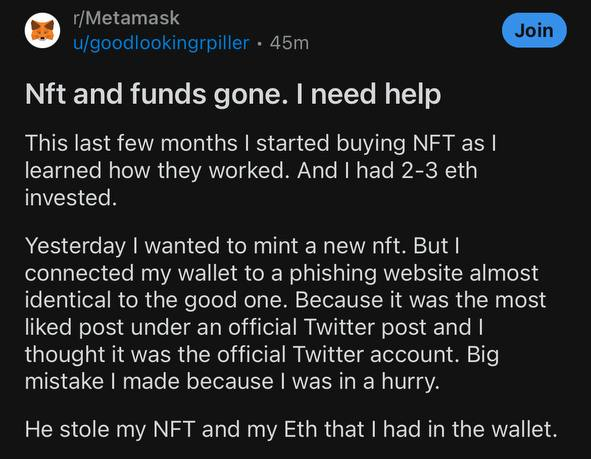 r/Metamask
u/goodlookingrpiller • 45m
Join
Nft and funds gone. I need help
This last few months I started buying NFT as I
learned how they worked. And I had 2-3 eth
invested.
Yesterday I wanted to mint a new nft. But I
connected my wallet to a phishing website almost
identical to the good one. Because it was the most
liked post under an official Twitter post and I
thought it was the official Twitter account. Big
mistake I made because I was in a hurry.
He stole my NFT and my Eth that I had in the wallet.